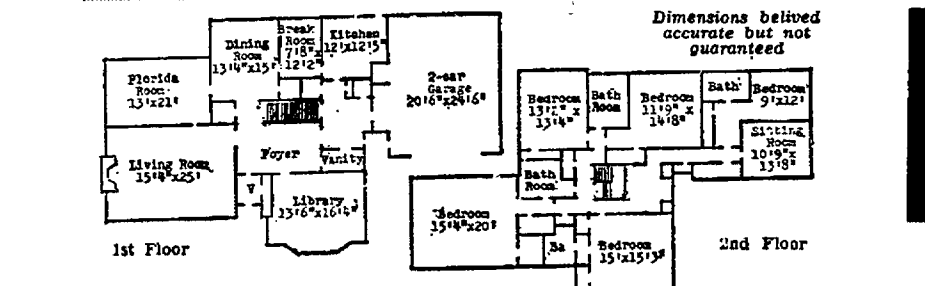 Dimensions belived
accurate but not
guaranteed
Break
Room
7'8"x
12'2"
Kitchen
12'x12'5"
Dining
Room
13'4"x15'
Florida
Room
13'x21'
2-car
Garage
20'6"x24'6"
Foyer
Vanity
Living Room
15'4"x25'
V
Library
13'6"x16'4"
1st Floor
Bedroom
13'2" x
13'4"
Bath
Room
Bedroom
11'9" x
14'8"
Bath
Bedroom
9'x12'
Sitting
Room
10'9"x
13'8"
Bath
Room
Bedroom
15'4"x20'
Ba
Bedroom
15'x15'3"
2nd Floor